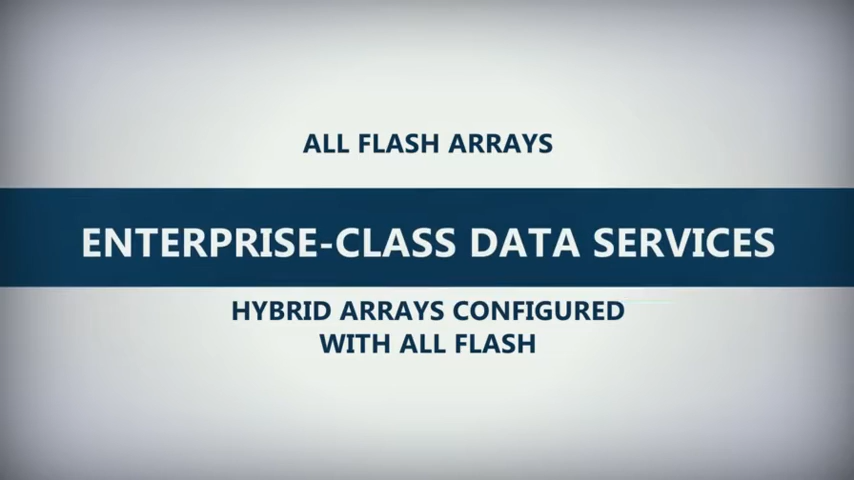 ALL FLASH ARRAYS
ENTERPRISE-CLASS DATA SERVICES
HYBRID ARRAYS CONFIGURED
WITH ALL FLASH